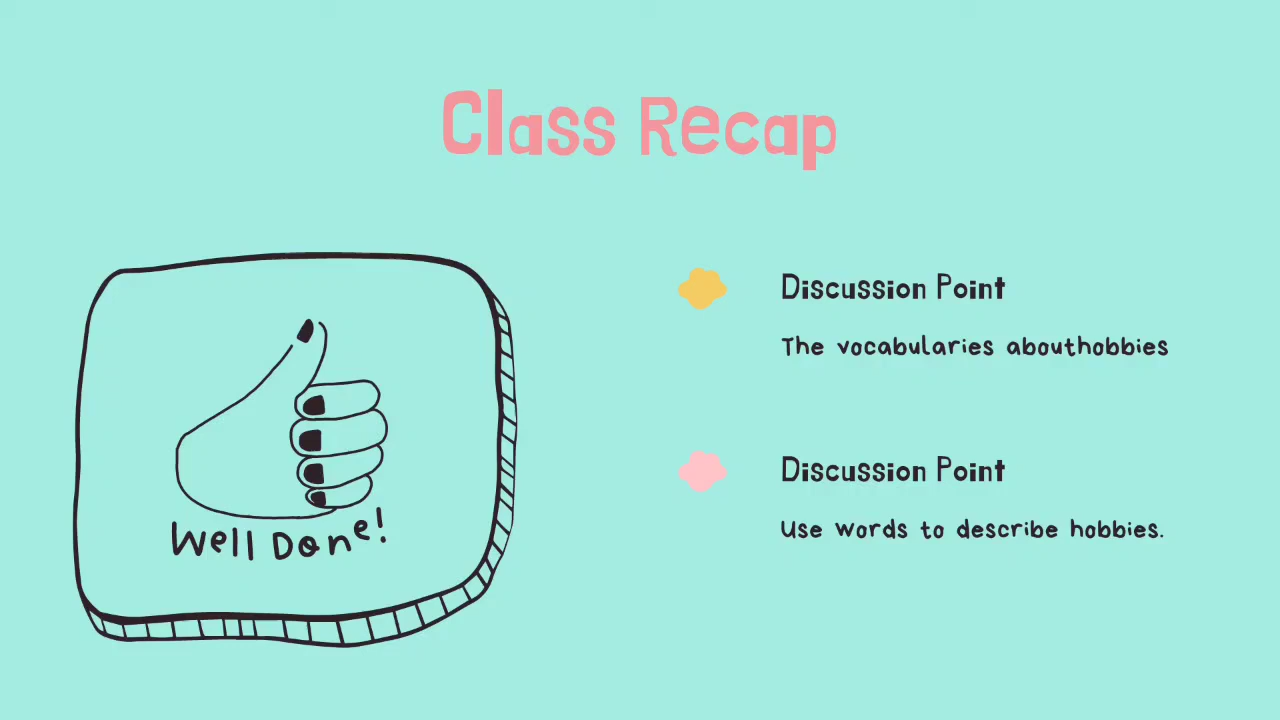 Class Recap
Well Done!
Discussion Point
The vocabularies abouthobbies
Discussion Point
Use words to describe hobbies.